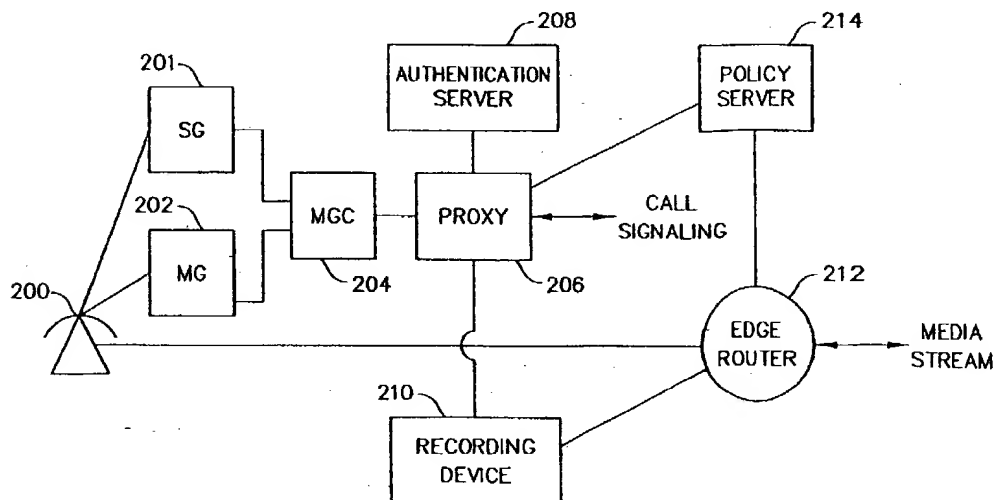 208
214
201
AUTHENTICATION
SERVER
POLICY
SERVER
SG
202
MGC
PROXY
CALL
SIGNALING
MG
204
206
212
200
EDGE
ROUTER
MEDIA
STREAM
210
RECORDING
DEVICE